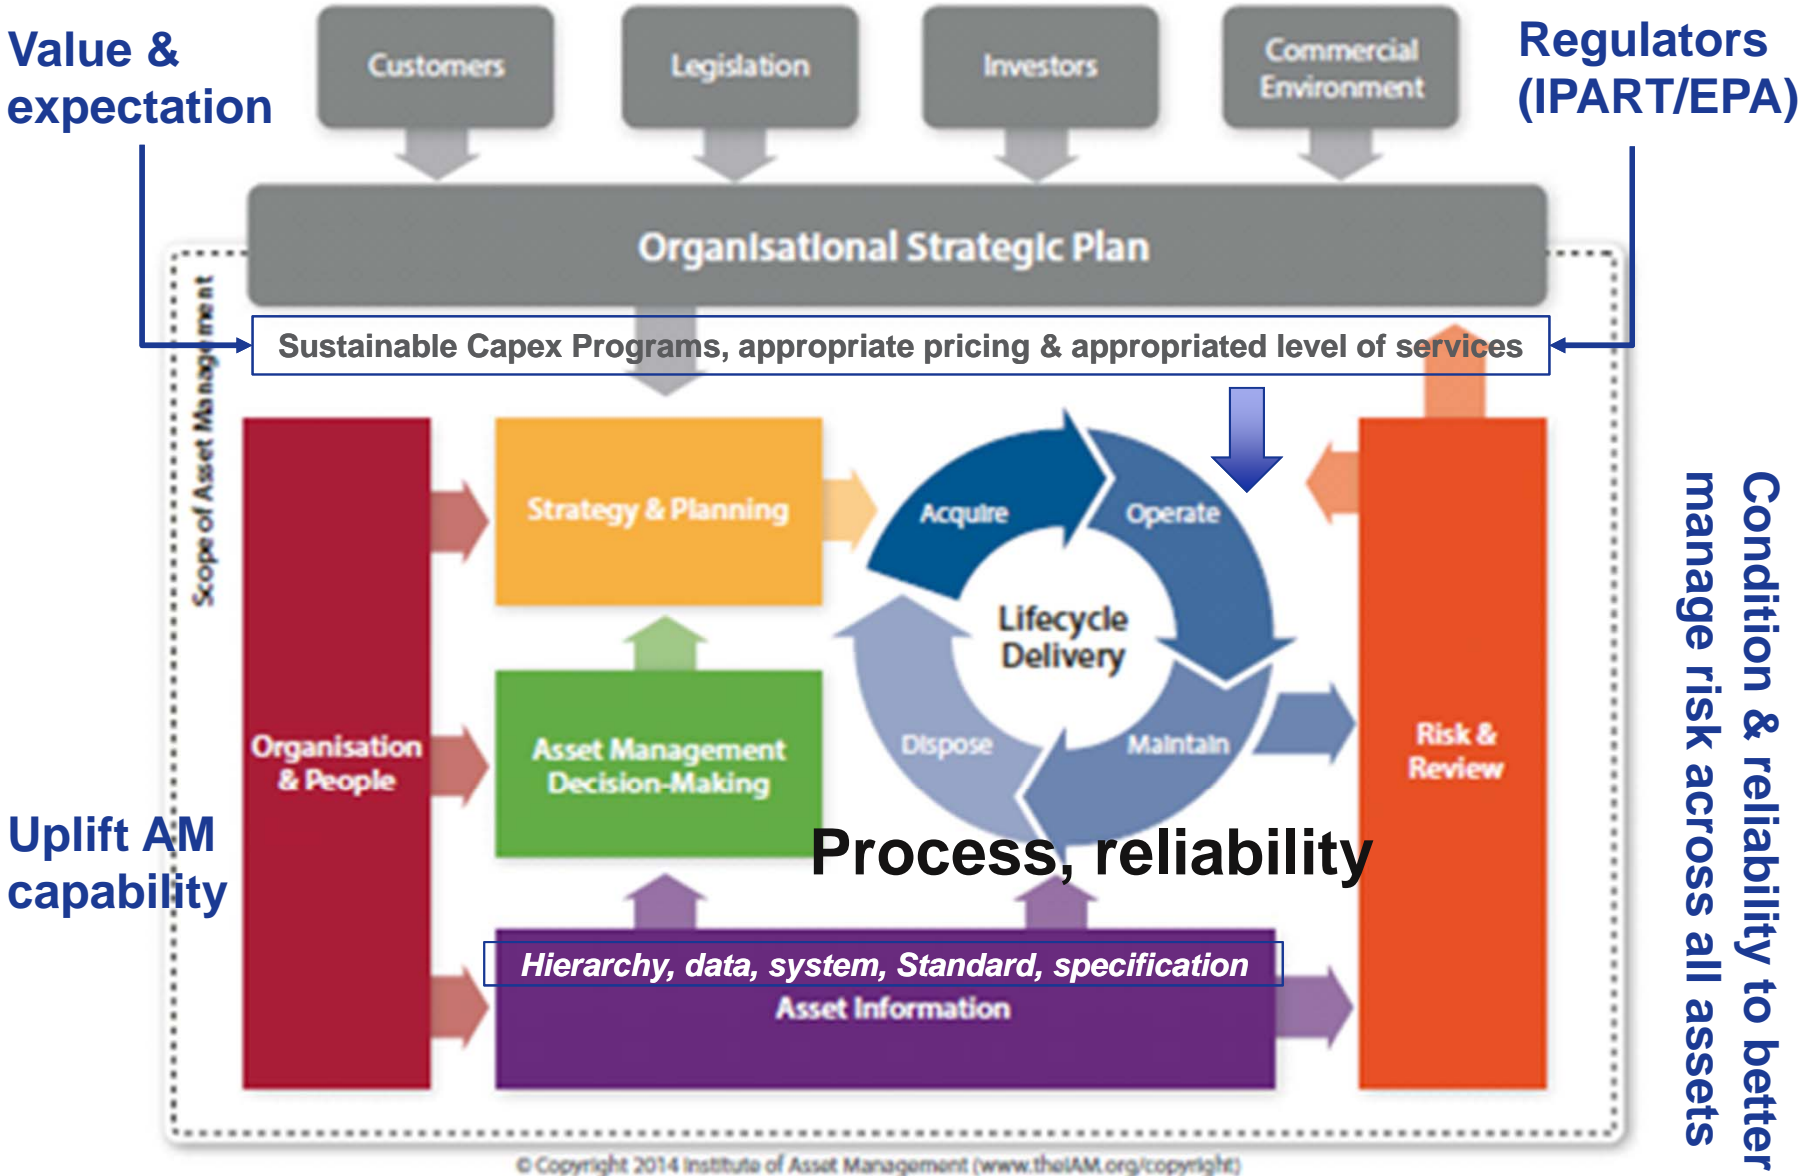 Value &
expectation
Customers
Legislation
Investors
Commercial
Environment
Regulators
(IPART/EPA)
Organisational Strategic Plan
Scope of Asset Management
Sustainable Capex Programs, appropriate pricing & appropriated level of services
Strategy & Planning
Acquire
Operate
Lifecycle
Delivery
Organisation
& People
Asset Management
Decision-Making
Dispose
Maintain
Risk &
Review
Condition & reliability to better
manage risk across all assets
Uplift AM
capability
Process, reliability
Hierarchy, data, system, Standard, specification
Asset Information
© Copyright 2014 Institute of Asset Management (www.theIAM.org/copyright)